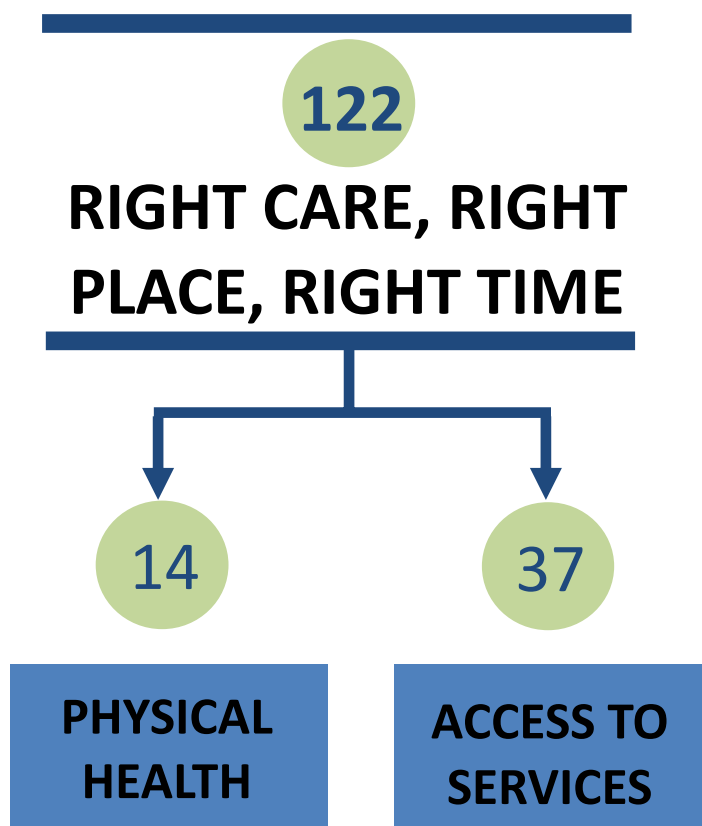 122
RIGHT CARE, RIGHT
PLACE, RIGHT TIME
14
37
PHYSICAL
HEALTH
ACCESS TO
SERVICES